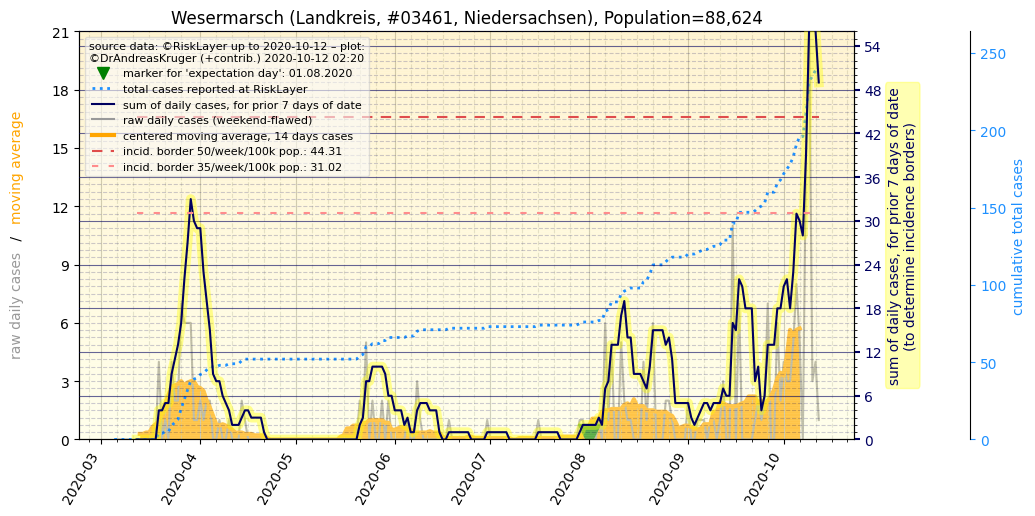 Wesermarsch (Landkreis, #03461, Niedersachsen), Population=88,624
source data: ©RiskLayer up to 2020-10-12 – plot:
©DrAndreasKruger (+contrib.) 2020-10-12 02:20
marker for 'expectation day': 01.08.2020
total cases reported at RiskLayer
sum of daily cases, for prior 7 days of date
raw daily cases (weekend-flawed)
centered moving average, 14 days cases
incid. border 50/week/100k pop.: 44.31
incid. border 35/week/100k pop.: 31.02
raw daily cases / moving average
21
18
15
12
9
6
3
0
54
48
42
36
30
24
18
12
6
0
sum of daily cases, for prior 7 days of date
(to determine incidence borders)
250
200
150
100
50
0
cumulative total cases
2020-03
2020-04
2020-05
2020-06
2020-07
2020-08
2020-09
2020-10